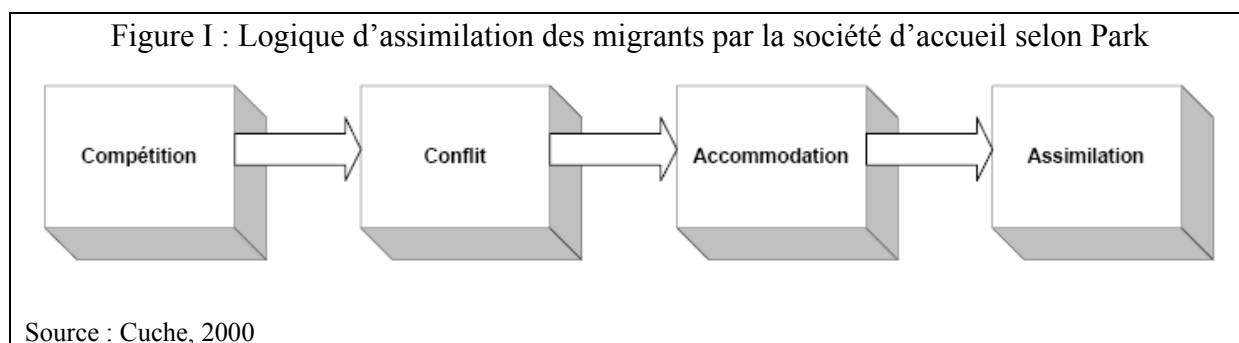 Figure I : Logique d’assimilation des migrants par la société d’accueil selon Park
Compétition
Conflit
Accommodation
Assimilation
Source : Cuche, 2000